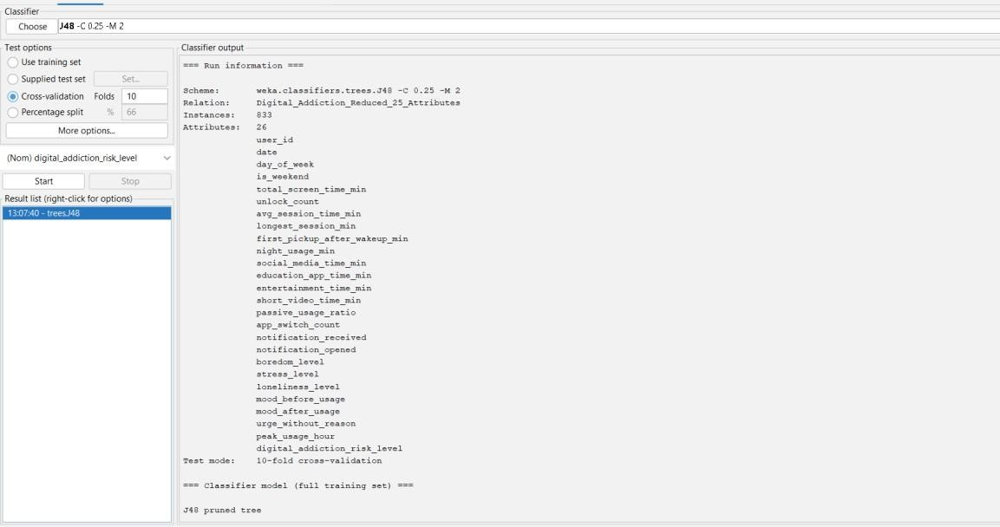 Classifier
Choose J48 -C 0.25 -M 2
Test options
Use training set
Supplied test set Set...
Cross-validation Folds 10
Percentage split % 66
More options...
(Nom) digital_addiction_risk_level
Start Stop
Result list (right-click for options)
13:07:40 - trees.J48
Classifier output
=== Run information ===
Scheme: weka.classifiers.trees.J48 -C 0.25 -M 2
Relation: Digital_Addiction_Reduced_25_Attributes
Instances: 833
Attributes: 26
user_id
date
day_of_week
is_weekend
total_screen_time_min
unlock_count
avg_session_time_min
longest_session_min
first_pickup_after_wakeup_min
night_usage_min
social_media_time_min
education_app_time_min
entertainment_time_min
short_video_time_min
passive_usage_ratio
app_switch_count
notification_received
notification_opened
boredom_level
stress_level
loneliness_level
mood_before_usage
mood_after_usage
urge_without_reason
peak_usage_hour
digital_addiction_risk_level
Test mode: 10-fold cross-validation
=== Classifier model (full training set) ===
J48 pruned tree